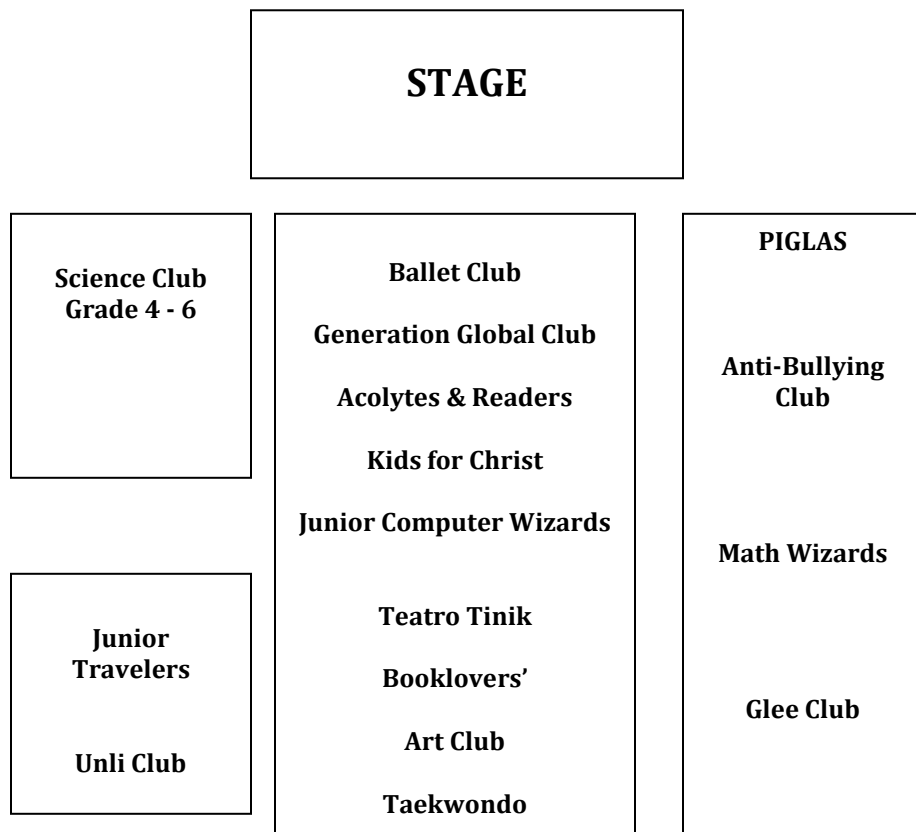 STAGE
Science Club
Grade 4 - 6
Junior
Travelers
Unli Club
Ballet Club
Generation Global Club
Acolytes & Readers
Kids for Christ
Junior Computer Wizards
Teatro Tinik
Booklovers’
Art Club
Taekwondo
PIGLAS
Anti-Bullying
Club
Math Wizards
Glee Club